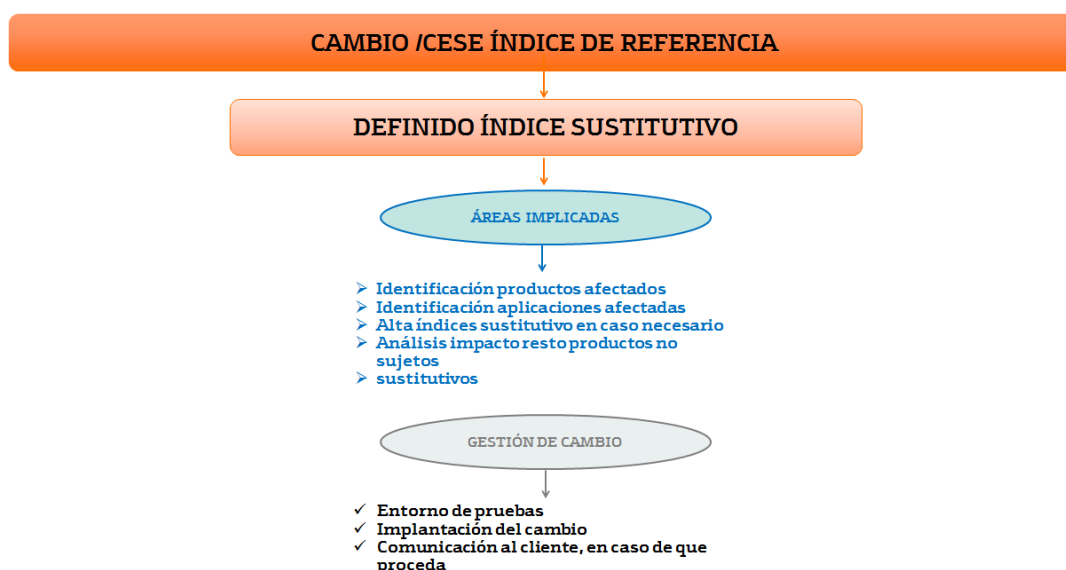 CAMBIO /CESE ÍNDICE DE REFERENCIA
DEFINIDO ÍNDICE SUSTITUTIVO
ÁREAS IMPLICADAS
Identificación productos afectados
Identificación aplicaciones afectadas
Alta índices sustitutivo en caso necesario
Análisis impacto resto productos no
sujetos
sustitutivos
GESTIÓN DE CAMBIO
Entorno de pruebas
Implantación del cambio
Comunicación al cliente, en caso de que
proceda